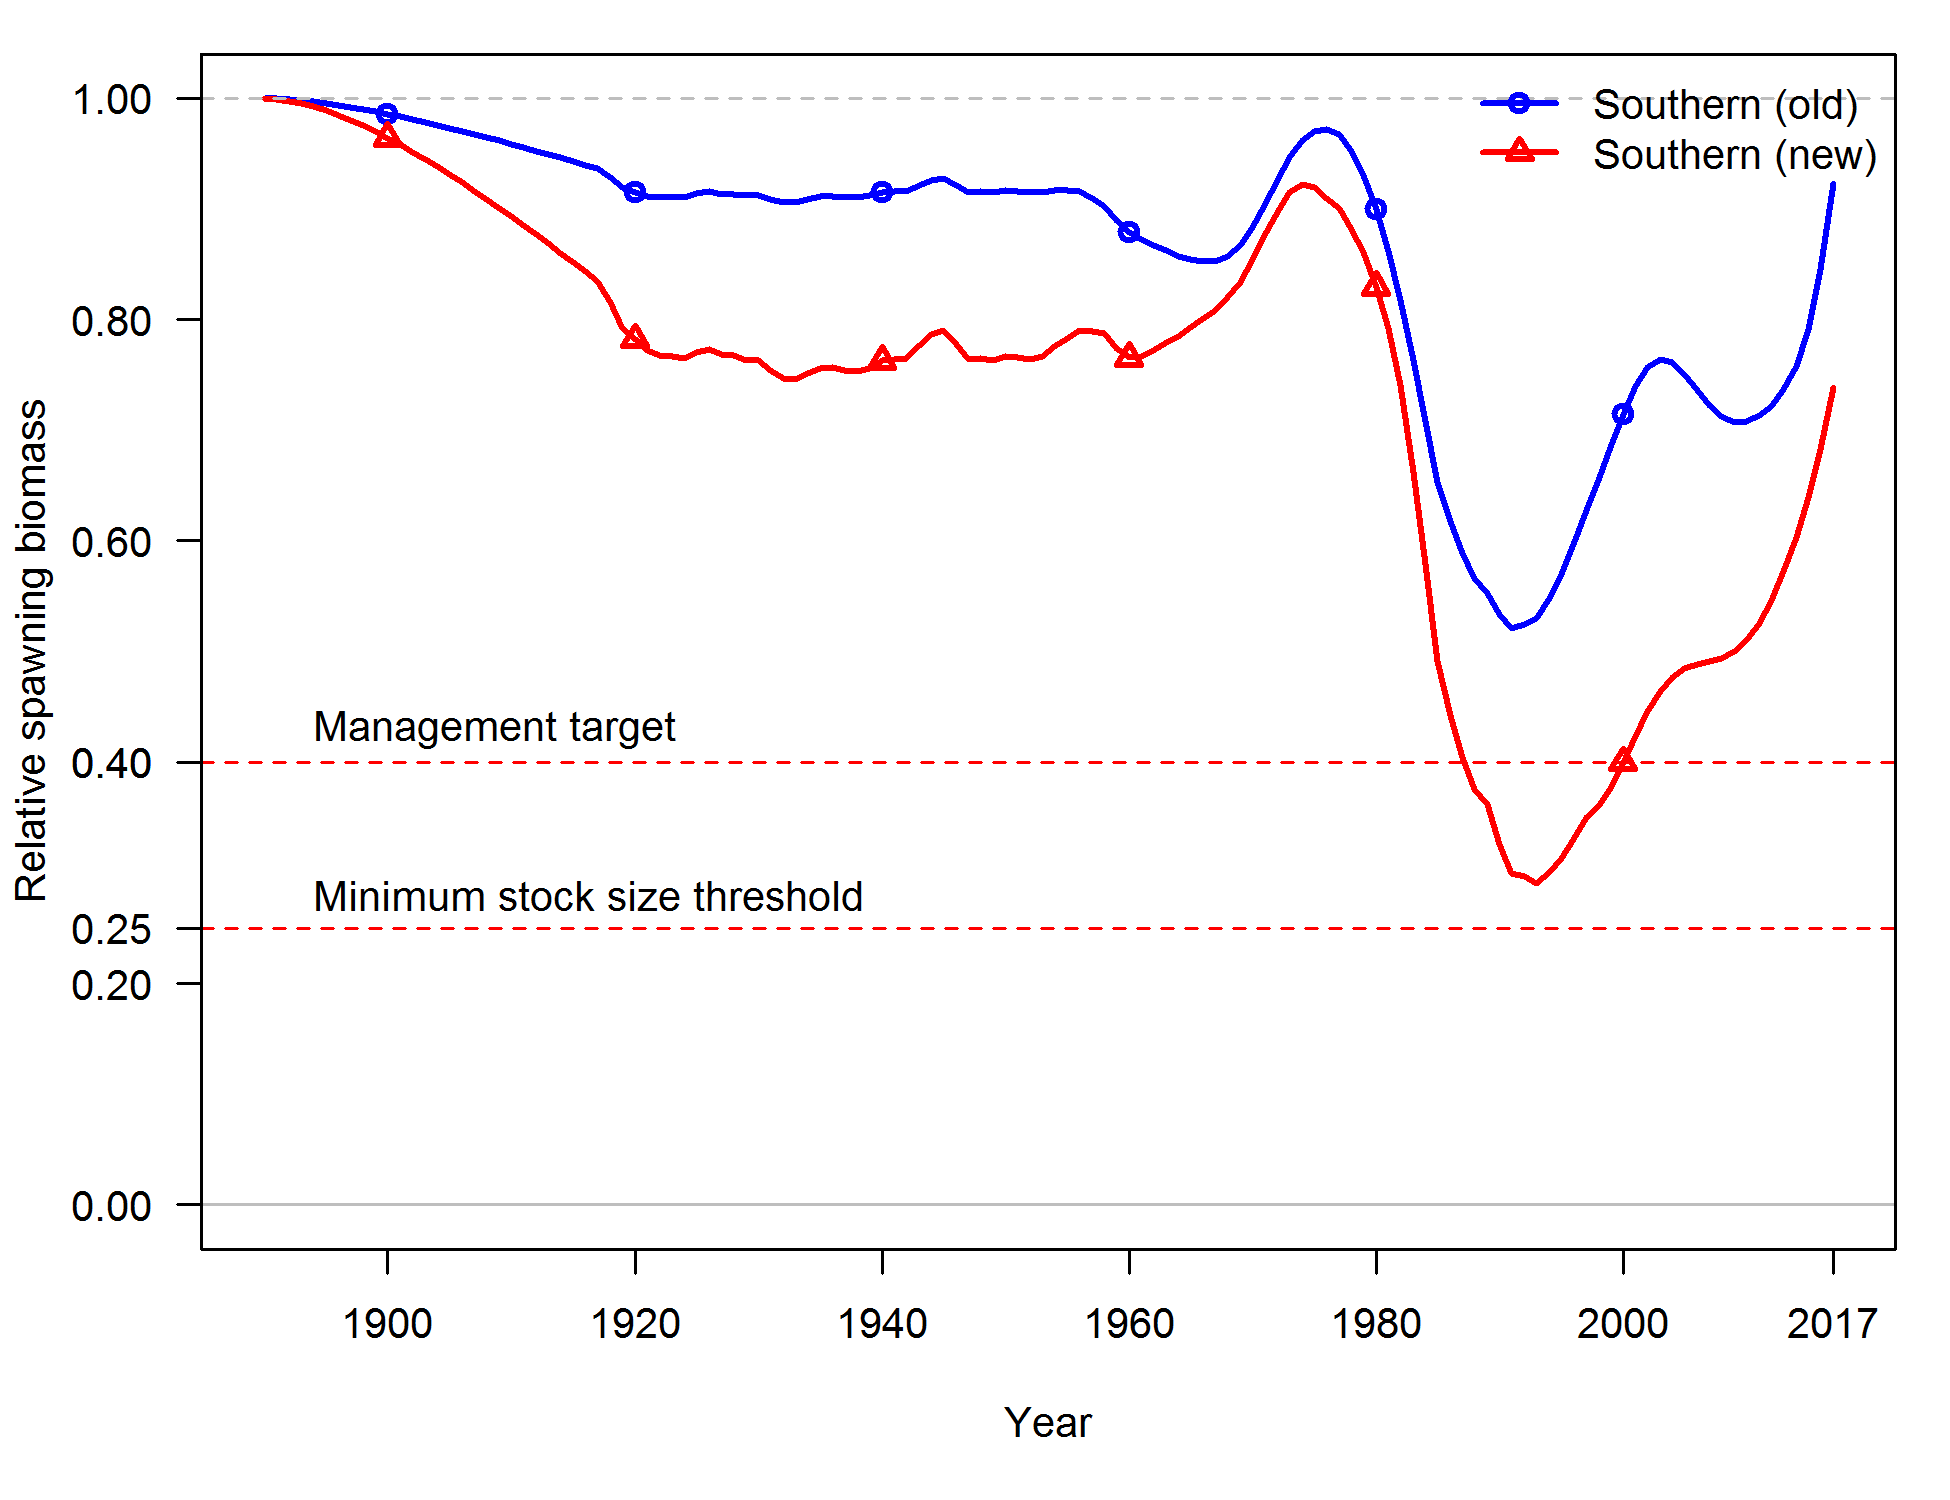 1.00
0.80
0.60
0.40
0.25
0.20
0.00
Relative spawning biomass
Southern (old)
Southern (new)
Management target
Minimum stock size threshold
1900 1920 1940 1960 1980 2000 2017
Year